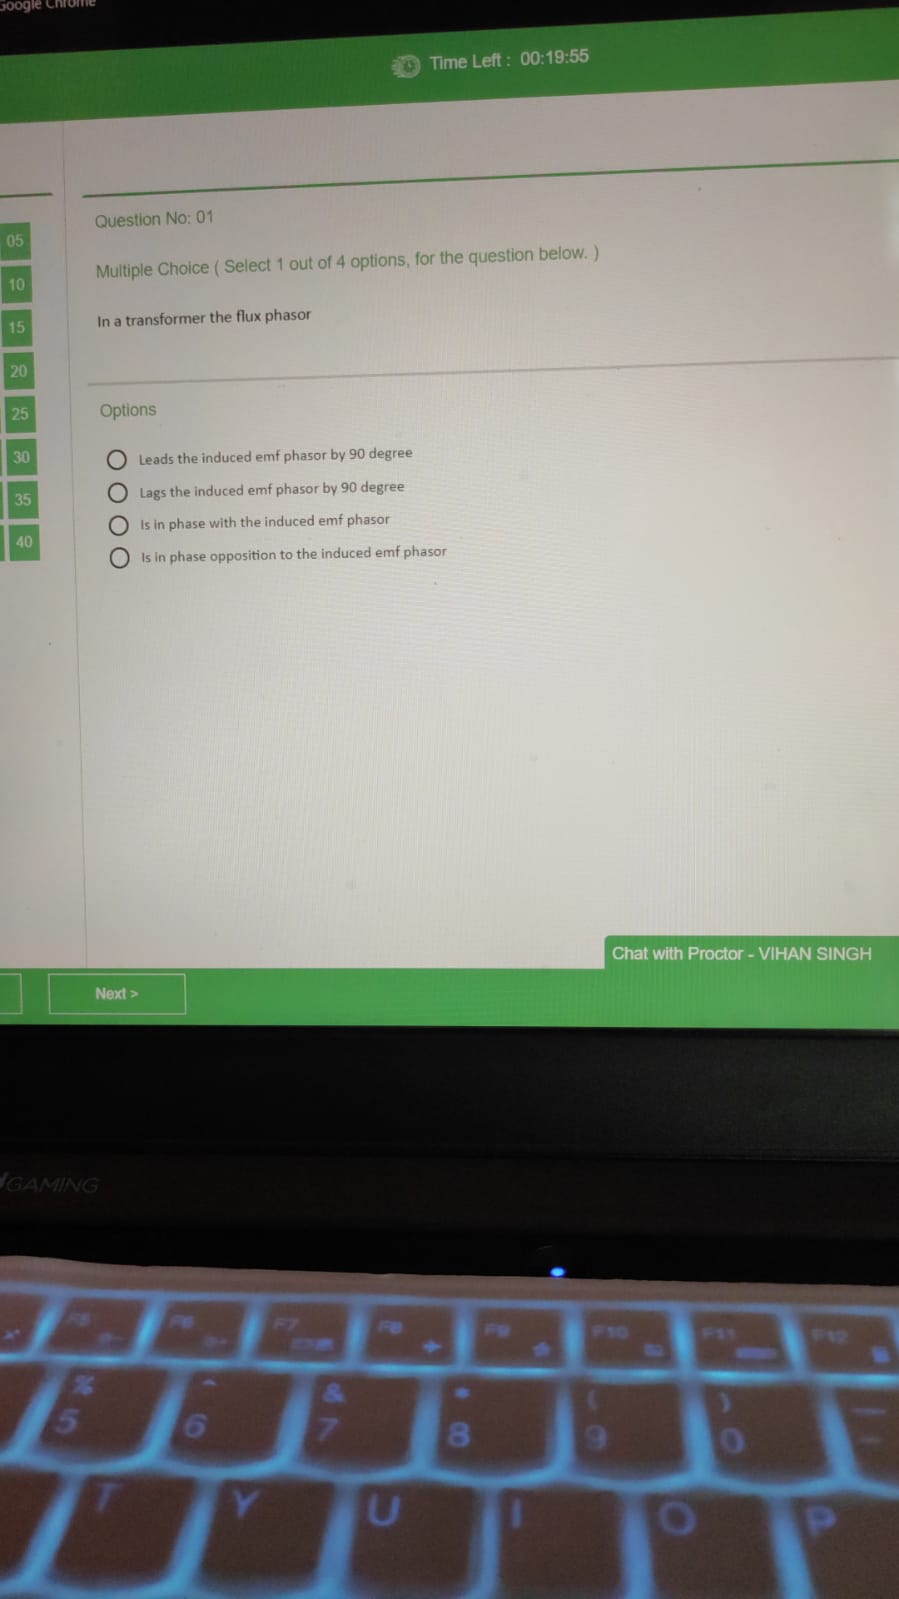 Google Chrome
Time Left : 00:19:55
Question No: 01
Multiple Choice ( Select 1 out of 4 options, for the question below. )
In a transformer the flux phasor
05
10
15
20
25
30
35
40
Options
Leads the induced emf phasor by 90 degree
Lags the induced emf phasor by 90 degree
Is in phase with the induced emf phasor
Is in phase opposition to the induced emf phasor
Chat with Proctor - VIHAN SINGH
Next >
GAMING
F5 F6 F7 F8 F9 F10 F11 F12
% ^ & * ( )
5 6 7 8 9 0
T Y U I O P